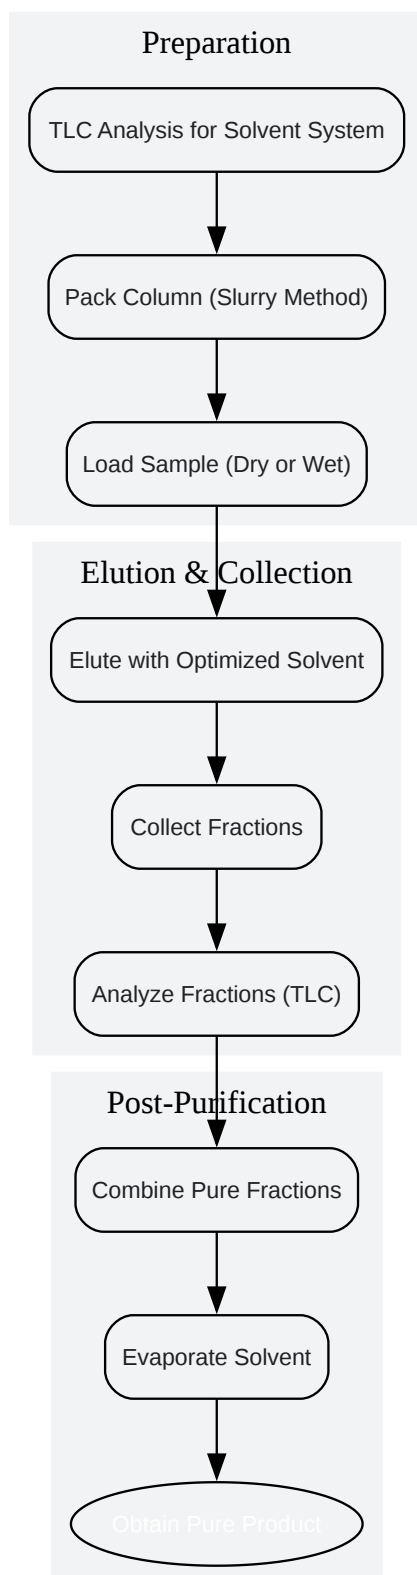 Preparation
TLC Analysis for Solvent System
Pack Column (Slurry Method)
Load Sample (Dry or Wet)
Elution & Collection
Elute with Optimized Solvent
Collect Fractions
Analyze Fractions (TLC)
Post-Purification
Combine Pure Fractions
Evaporate Solvent
Obtain Pure Product